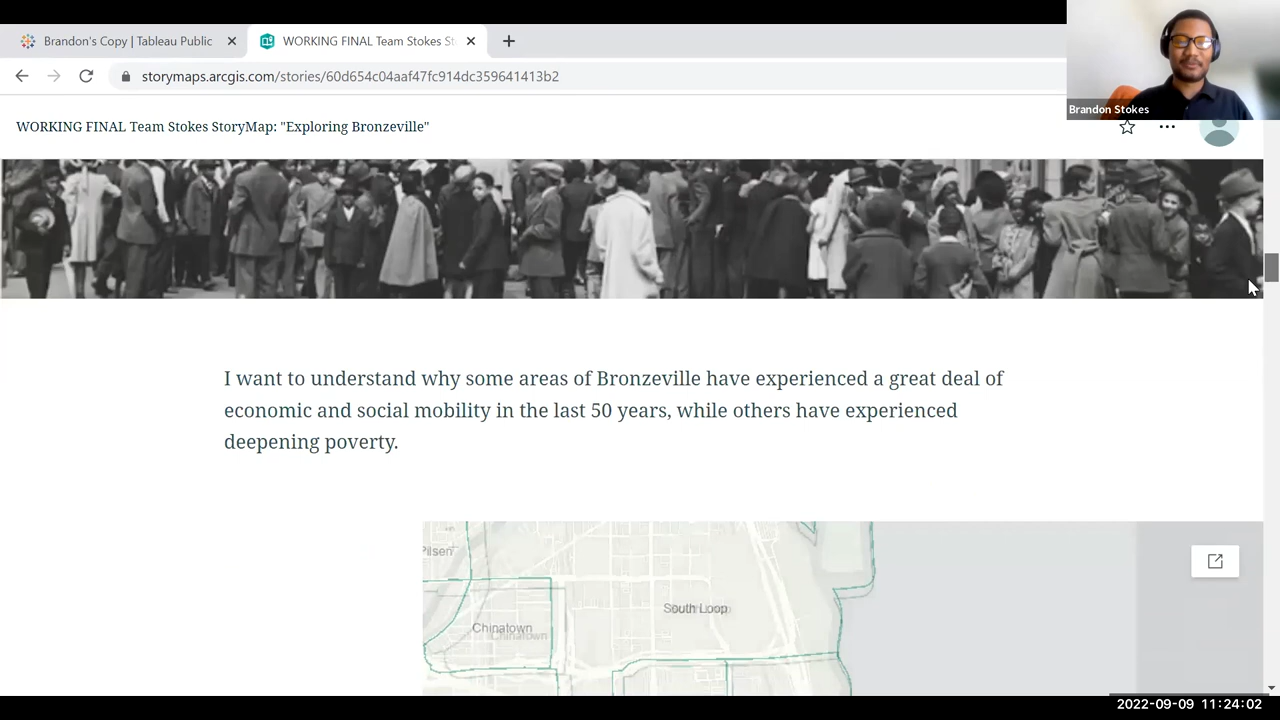 Brandon's Copy | Tableau Public
WORKING FINAL Team Stokes St
storymaps.arcgis.com/stories/60d654c04aaf47fc914dc359641413b2
Brandon Stokes
WORKING FINAL Team Stokes StoryMap: "Exploring Bronzeville"
I want to understand why some areas of Bronzeville have experienced a great deal of
economic and social mobility in the last 50 years, while others have experienced
deepening poverty.
Pilsen
South Loop
Chinatown
Chinatown
2022-09-09 11:24:02